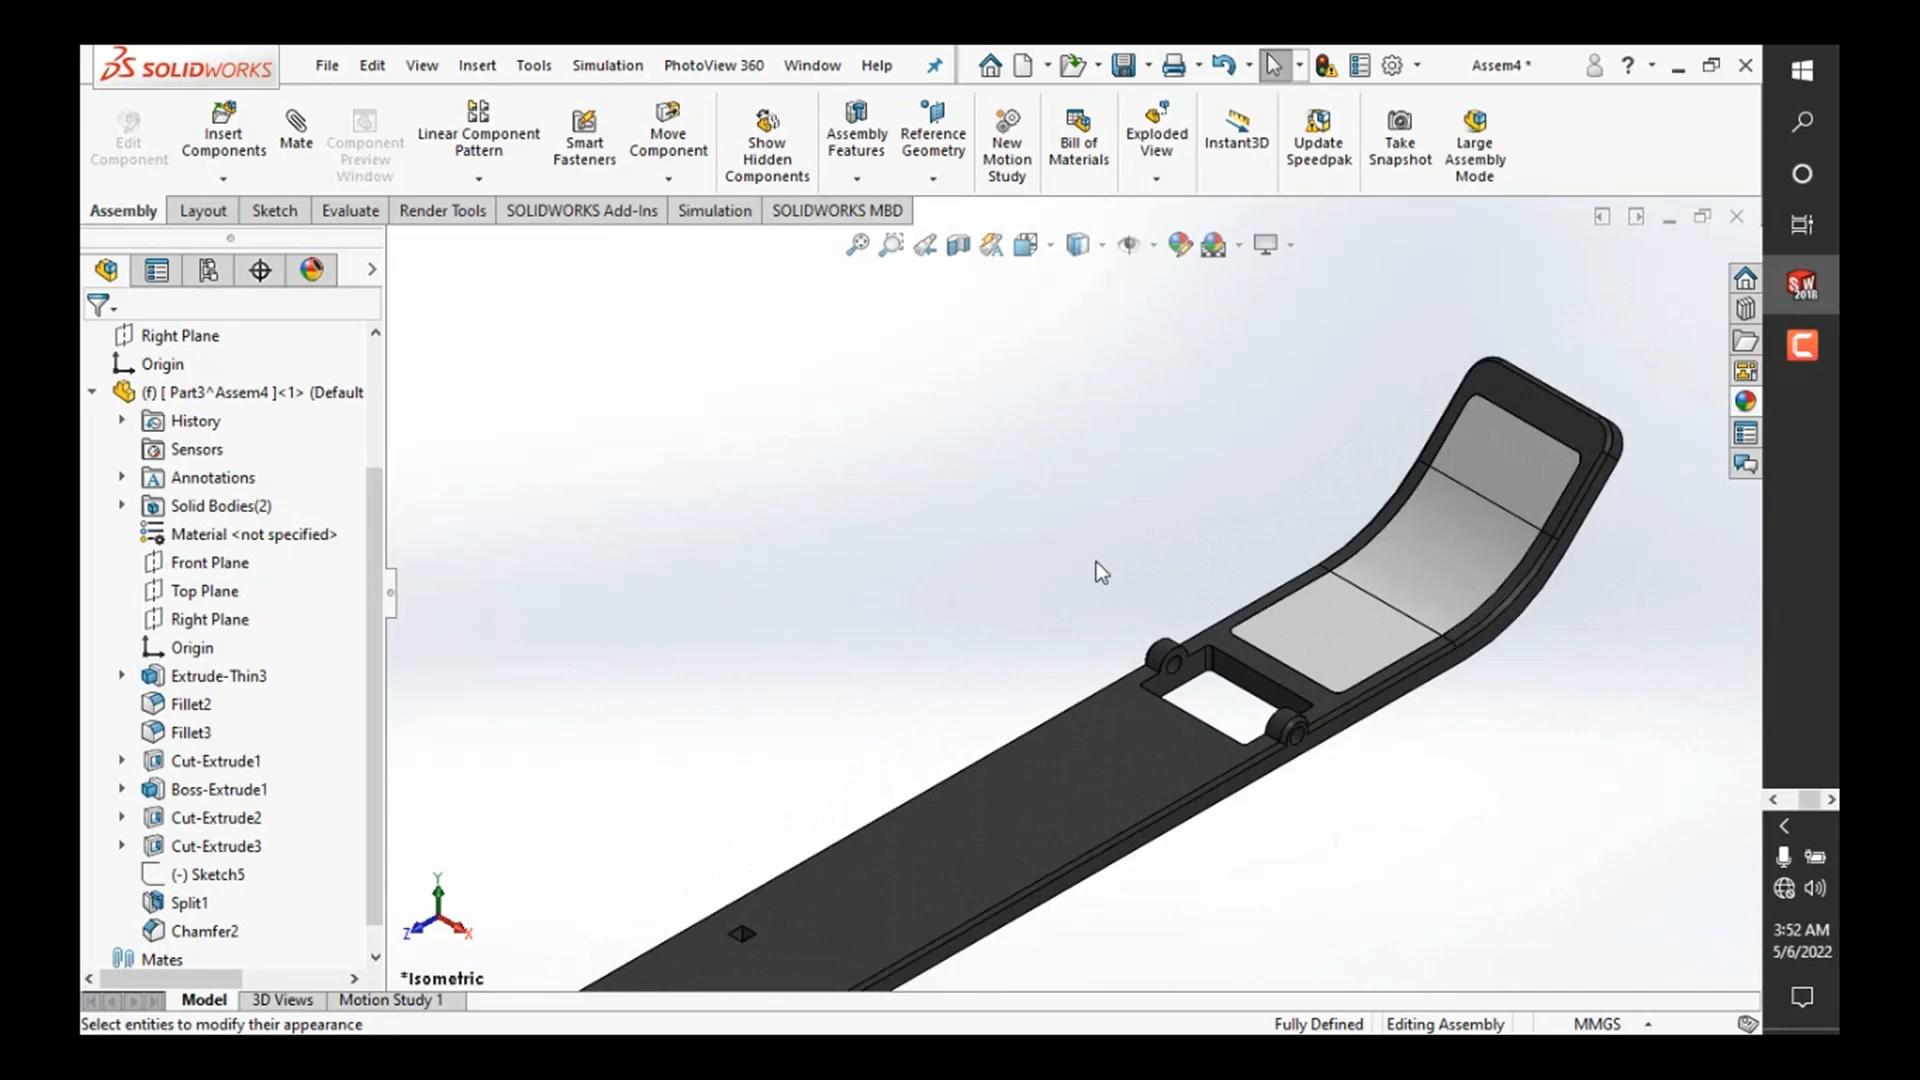 SOLIDWORKS File Edit View Insert Tools Simulation PhotoView 360 Window Help Assem4 * ?
Edit Component
Insert Components
Mate
Component Preview Window
Linear Component Pattern
Smart Fasteners
Move Component
Show Hidden Components
Assembly Features
Reference Geometry
New Motion Study
Bill of Materials
Exploded View
Instant3D
Update Speedpak
Take Snapshot
Large Assembly Mode
Assembly Layout Sketch Evaluate Render Tools SOLIDWORKS Add-Ins Simulation SOLIDWORKS MBD
Right Plane
Origin
(f) [ Part3^Assem4 ]<1> (Default
History
Sensors
Annotations
Solid Bodies(2)
Material <not specified>
Front Plane
Top Plane
Right Plane
Origin
Extrude-Thin3
Fillet2
Fillet3
Cut-Extrude1
Boss-Extrude1
Cut-Extrude2
Cut-Extrude3
(-) Sketch5
Split1
Chamfer2
Mates
Y
Z
X
*Isometric
Model 3D Views Motion Study 1
Select entities to modify their appearance Fully Defined Editing Assembly MMGS
SW
2018
3:52 AM
5/6/2022